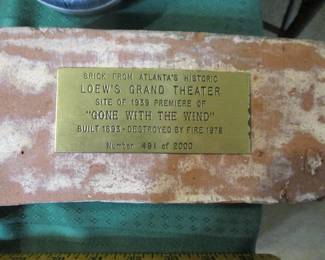 BRICK FROM ATLANTA'S HISTORIC
LOEW'S GRAND THEATER
SITE OF 1939 PREMIERE OF
"GONE WITH THE WIND"
BUILT 1893-DESTROYED BY FIRE 1978
Number 491 of 2000